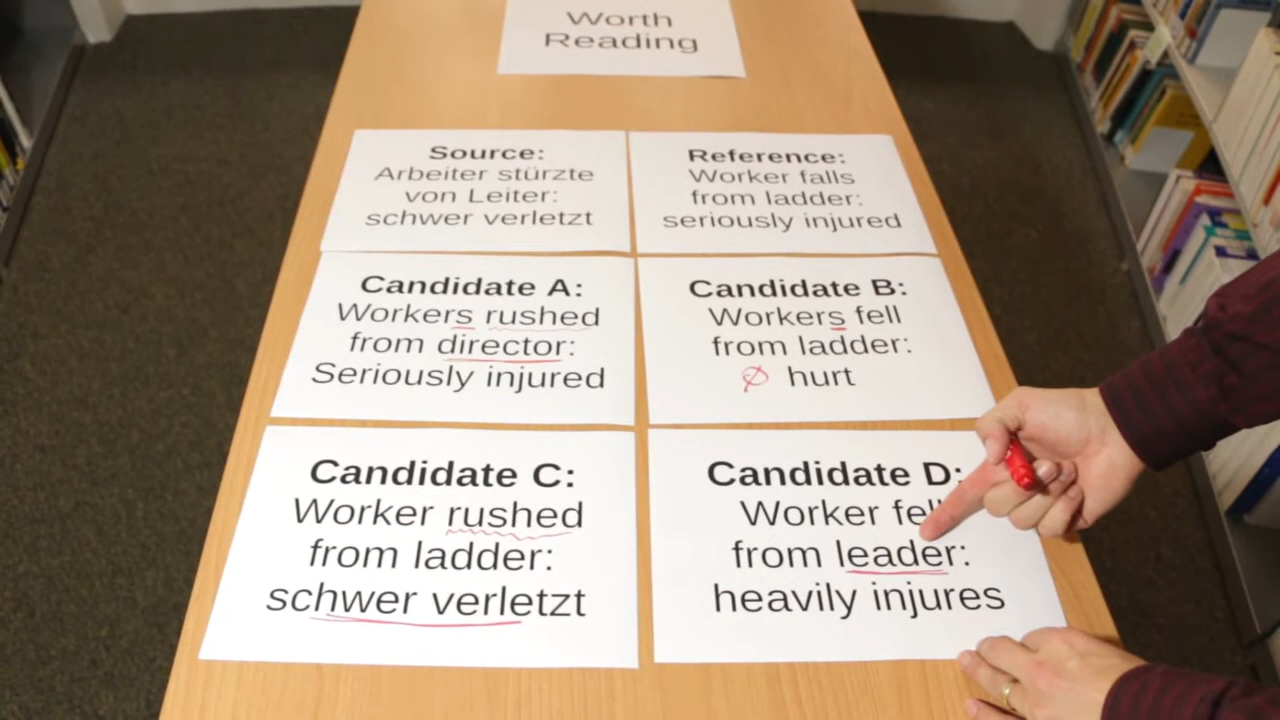 Worth
Reading
Source:
Arbeiter stürzte
von Leiter:
schwer verletzt
Reference:
Worker falls
from ladder:
seriously injured
Candidate A:
Workers rushed
from director:
Seriously injured
Candidate B:
Workers fell
from ladder:
Ø hurt
Candidate C:
Worker rushed
from ladder:
schwer verletzt
Candidate D:
Worker fell
from leader:
heavily injures